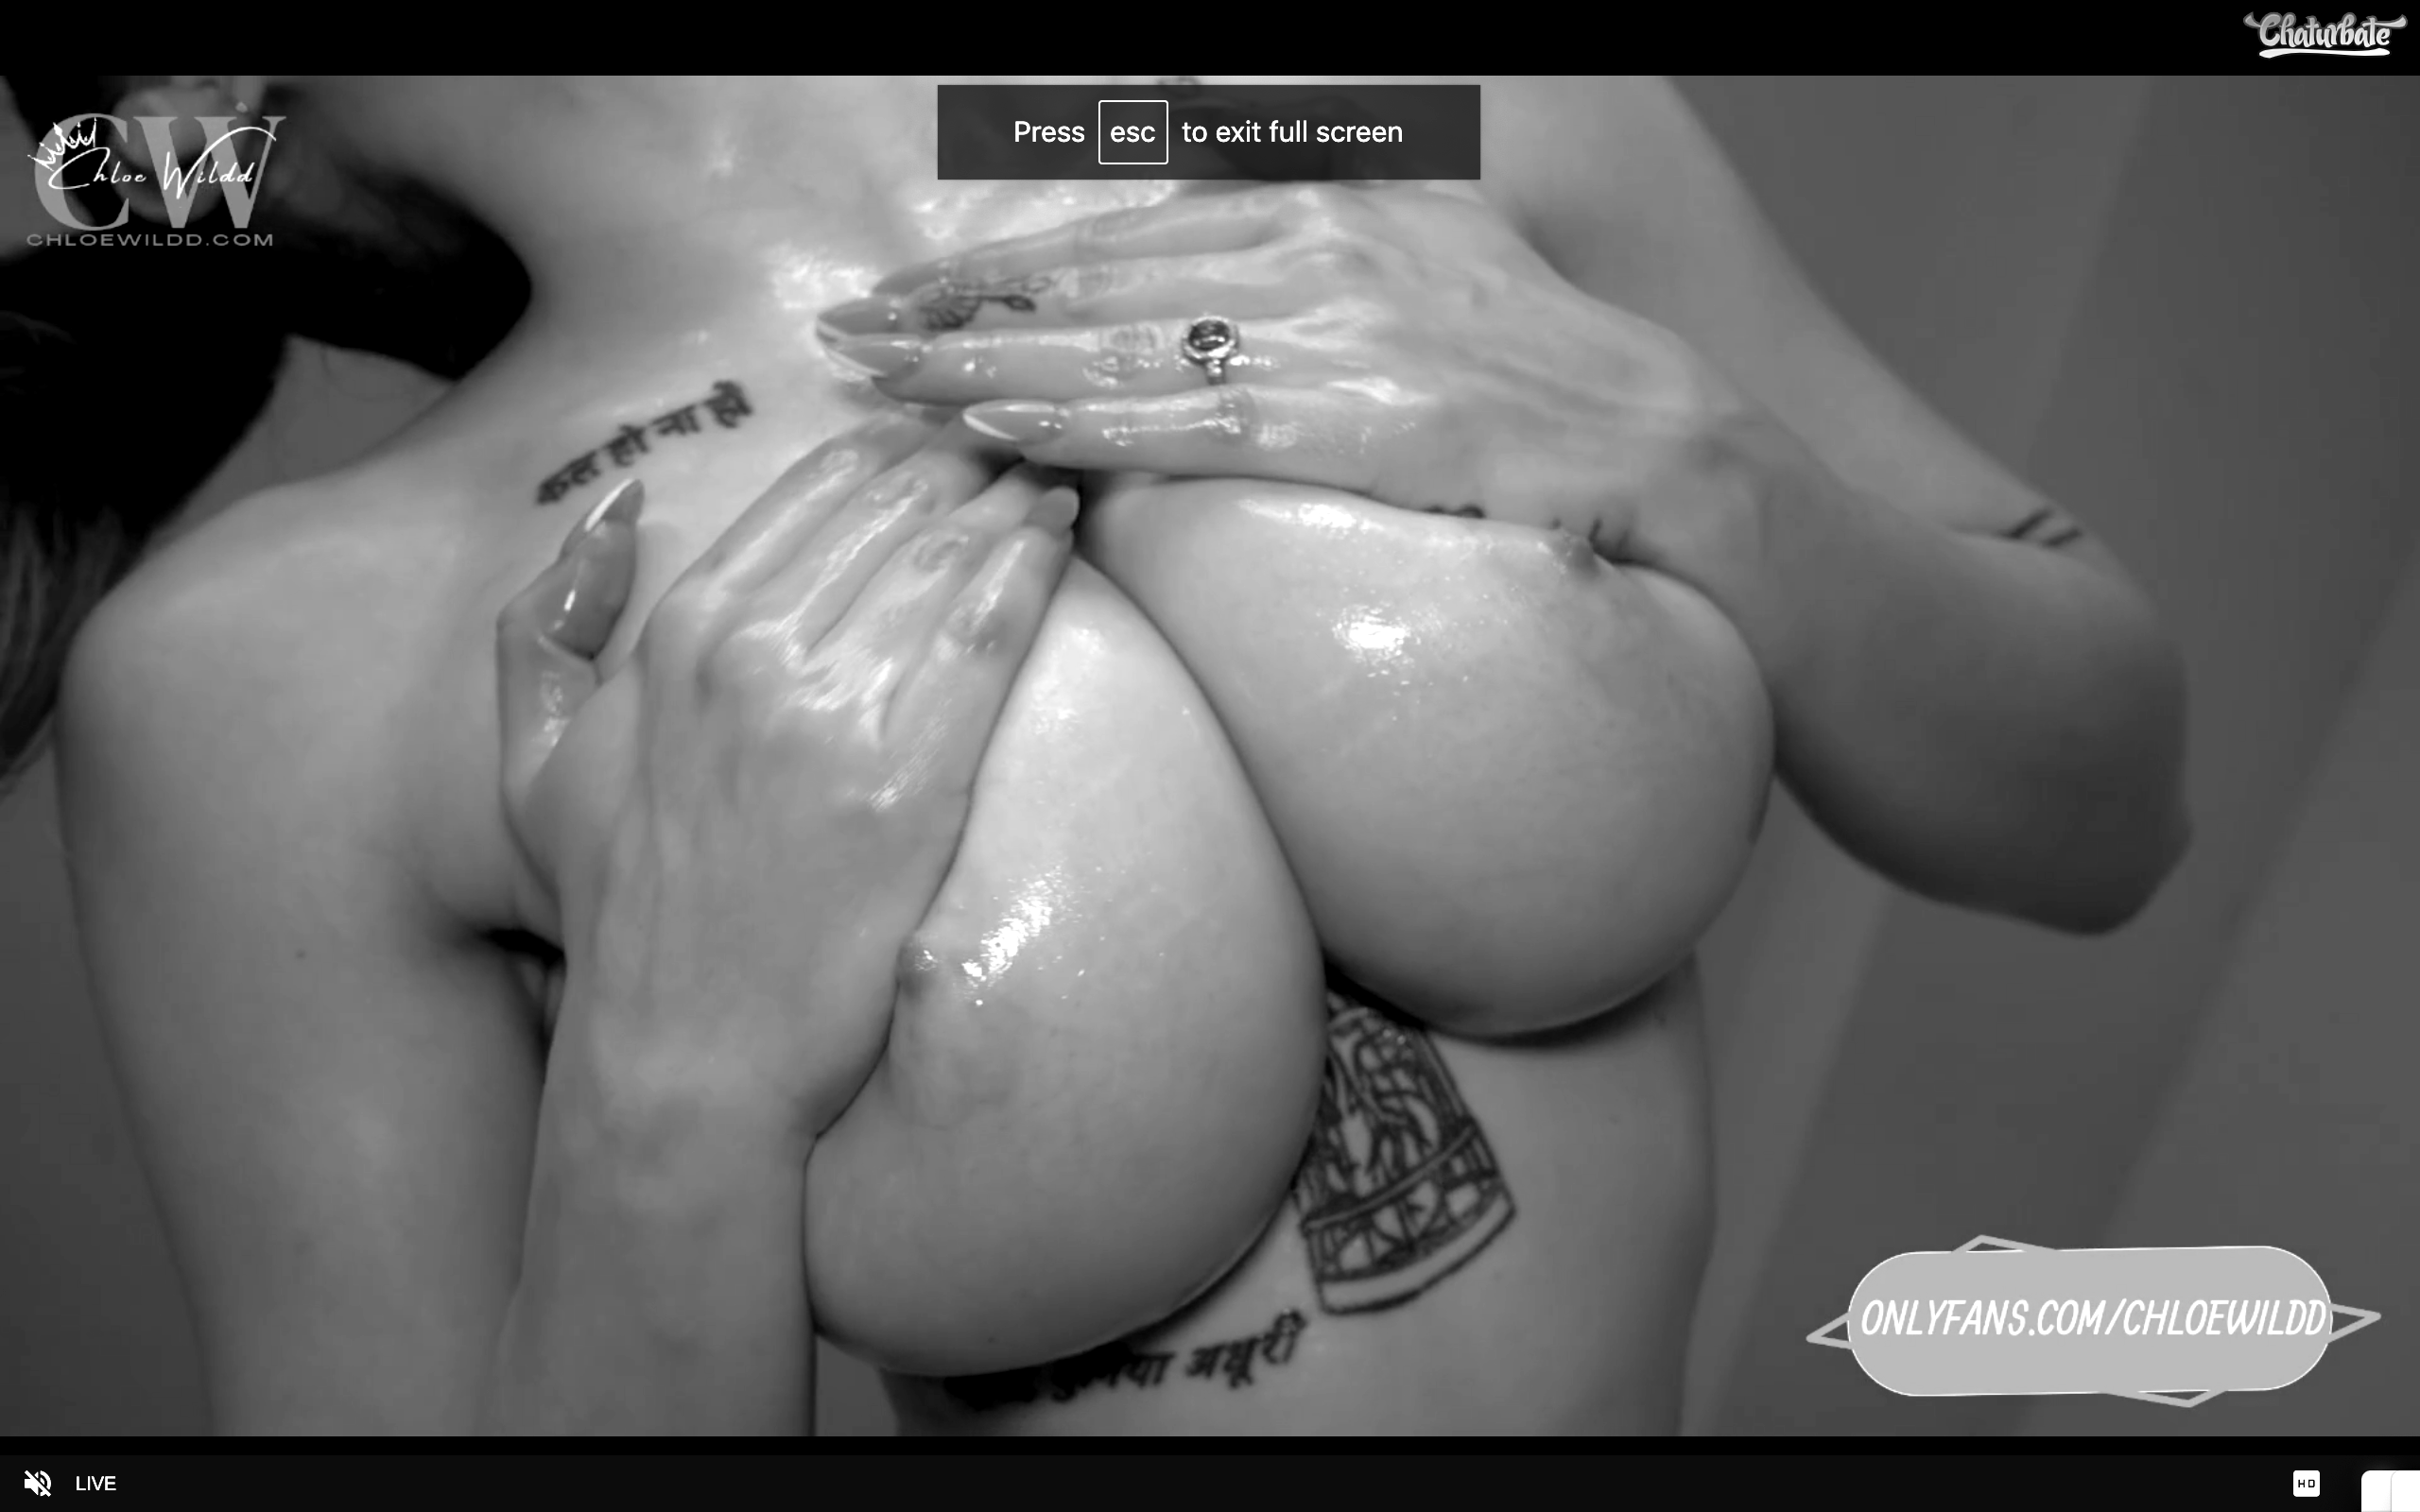 Chaturbate
Press esc to exit full screen
CW
Chloe Wildd
CHLOEWILDD.COM
कल हो ना हो
अधूरी
ONLYFANS.COM/CHLOEWILDD
LIVE
HD